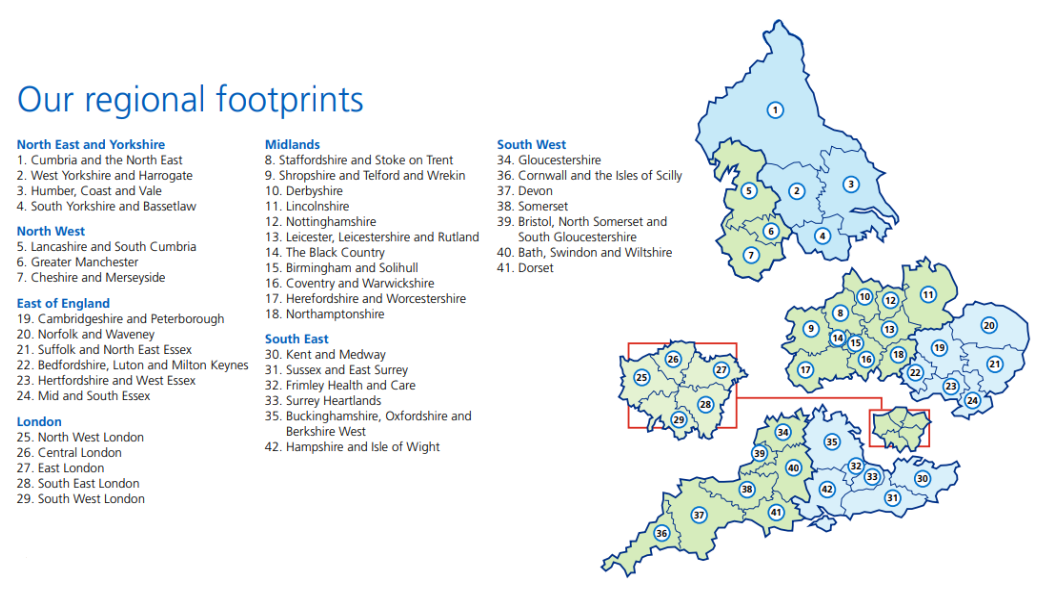 Our regional footprints
North East and Yorkshire
1. Cumbria and the North East
2. West Yorkshire and Harrogate
3. Humber, Coast and Vale
4. South Yorkshire and Bassetlaw
North West
5. Lancashire and South Cumbria
6. Greater Manchester
7. Cheshire and Merseyside
East of England
19. Cambridgeshire and Peterborough
20. Norfolk and Waveney
21. Suffolk and North East Essex
22. Bedfordshire, Luton and Milton Keynes
23. Hertfordshire and West Essex
24. Mid and South Essex
London
25. North West London
26. Central London
27. East London
28. South East London
29. South West London
Midlands
8. Staffordshire and Stoke on Trent
9. Shropshire and Telford and Wrekin
10. Derbyshire
11. Lincolnshire
12. Nottinghamshire
13. Leicester, Leicestershire and Rutland
14. The Black Country
15. Birmingham and Solihull
16. Coventry and Warwickshire
17. Herefordshire and Worcestershire
18. Northamptonshire
South East
30. Kent and Medway
31. Sussex and East Surrey
32. Frimley Health and Care
33. Surrey Heartlands
35. Buckinghamshire, Oxfordshire and
Berkshire West
42. Hampshire and Isle of Wight
South West
34. Gloucestershire
36. Cornwall and the Isles of Scilly
37. Devon
38. Somerset
39. Bristol, North Somerset and
South Gloucestershire
40. Bath, Swindon and Wiltshire
41. Dorset
1
2
3
5
6
4
7
10
12
11
8
9
13
14
15
16
18
17
20
19
21
22
23
24
26
25
27
28
29
34
35
39
40
32
33
30
38
42
31
37
41
36